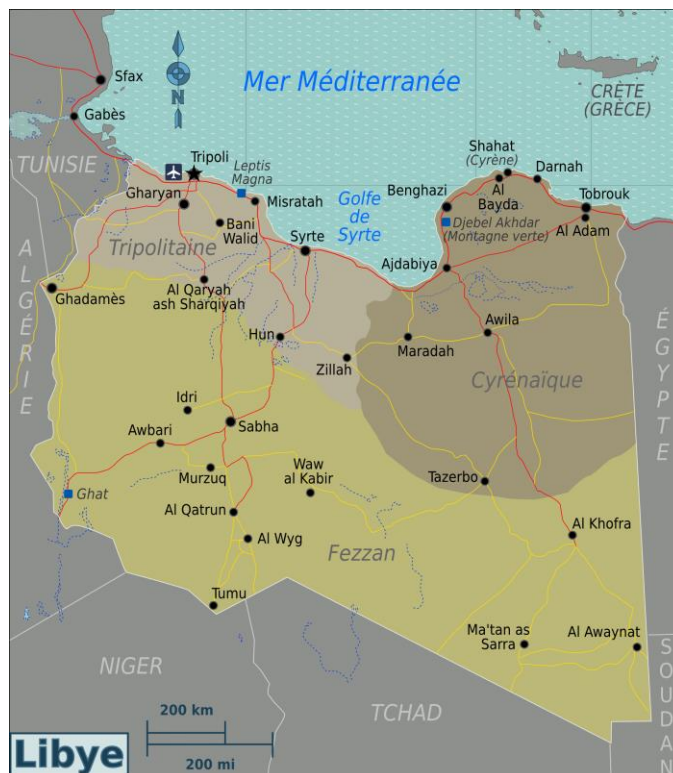 Mer Méditerranée
Sfax
Gabès
TUNISIE
CRÈTE
(GRÈCE)
N
Tripoli
Leptis
Magna
Gharyan
Misratah
Bani
Walid
Tripolitaine
Syrte
Golfe
de
Syrte
Shahat
(Cyrène)
Darnah
Benghazi
Al
Bayda
Tobrouk
Djebel Akhdar
(Montagne verte)
Al Adam
Ajdabiya
ALGÉRIE
Ghadamès
Al Qaryah
ash Sharqiyah
Hun
Zillah
Maradah
Awila
Cyrénaïque
ÉGYPTE
Idri
Awbari
Sabha
Murzuq
Waw
al Kabir
Tazerbo
Ghat
Al Qatrun
Al Wyg
Fezzan
Al Khofra
Tumu
Ma'tan as
Sarra
Al Awaynat
NIGER
TCHAD
SOUDAN
200 km
200 mi
Libye